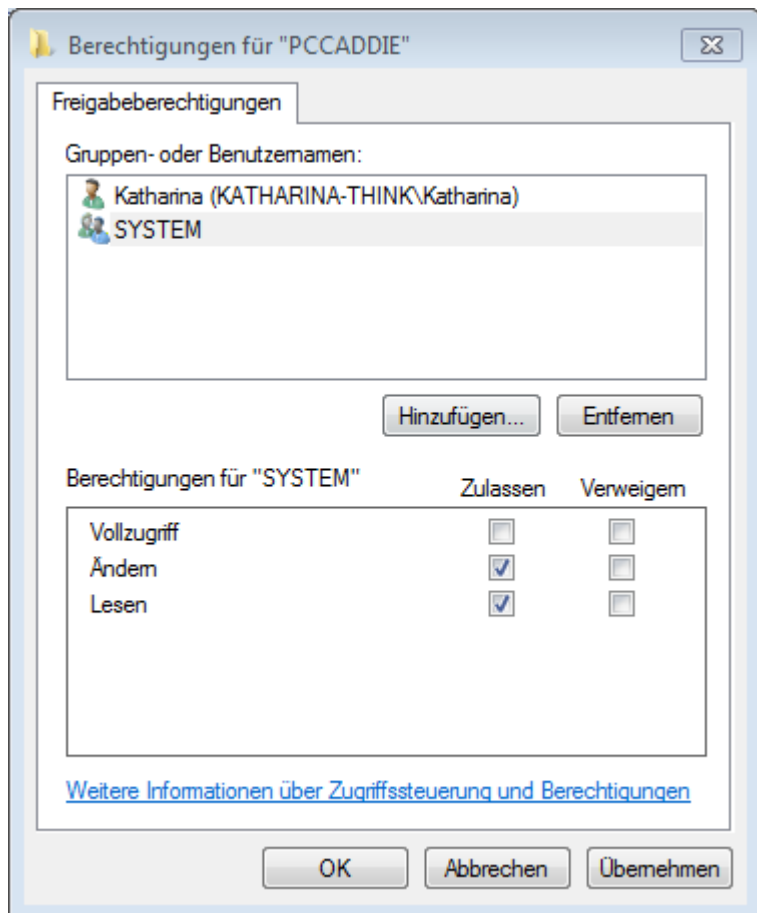 Berechtigungen für "PCCADDIE"
Freigabeberechtigungen
Gruppen- oder Benutzernamen:
Katharina (KATHARINA-THINK\Katharina)
SYSTEM
Hinzufügen... Entfernen
Berechtigungen für "SYSTEM" Zulassen Verweigern
Vollzugriff
Ändern
Lesen
Weitere Informationen über Zugriffssteuerung und Berechtigungen
OK Abbrechen Übernehmen